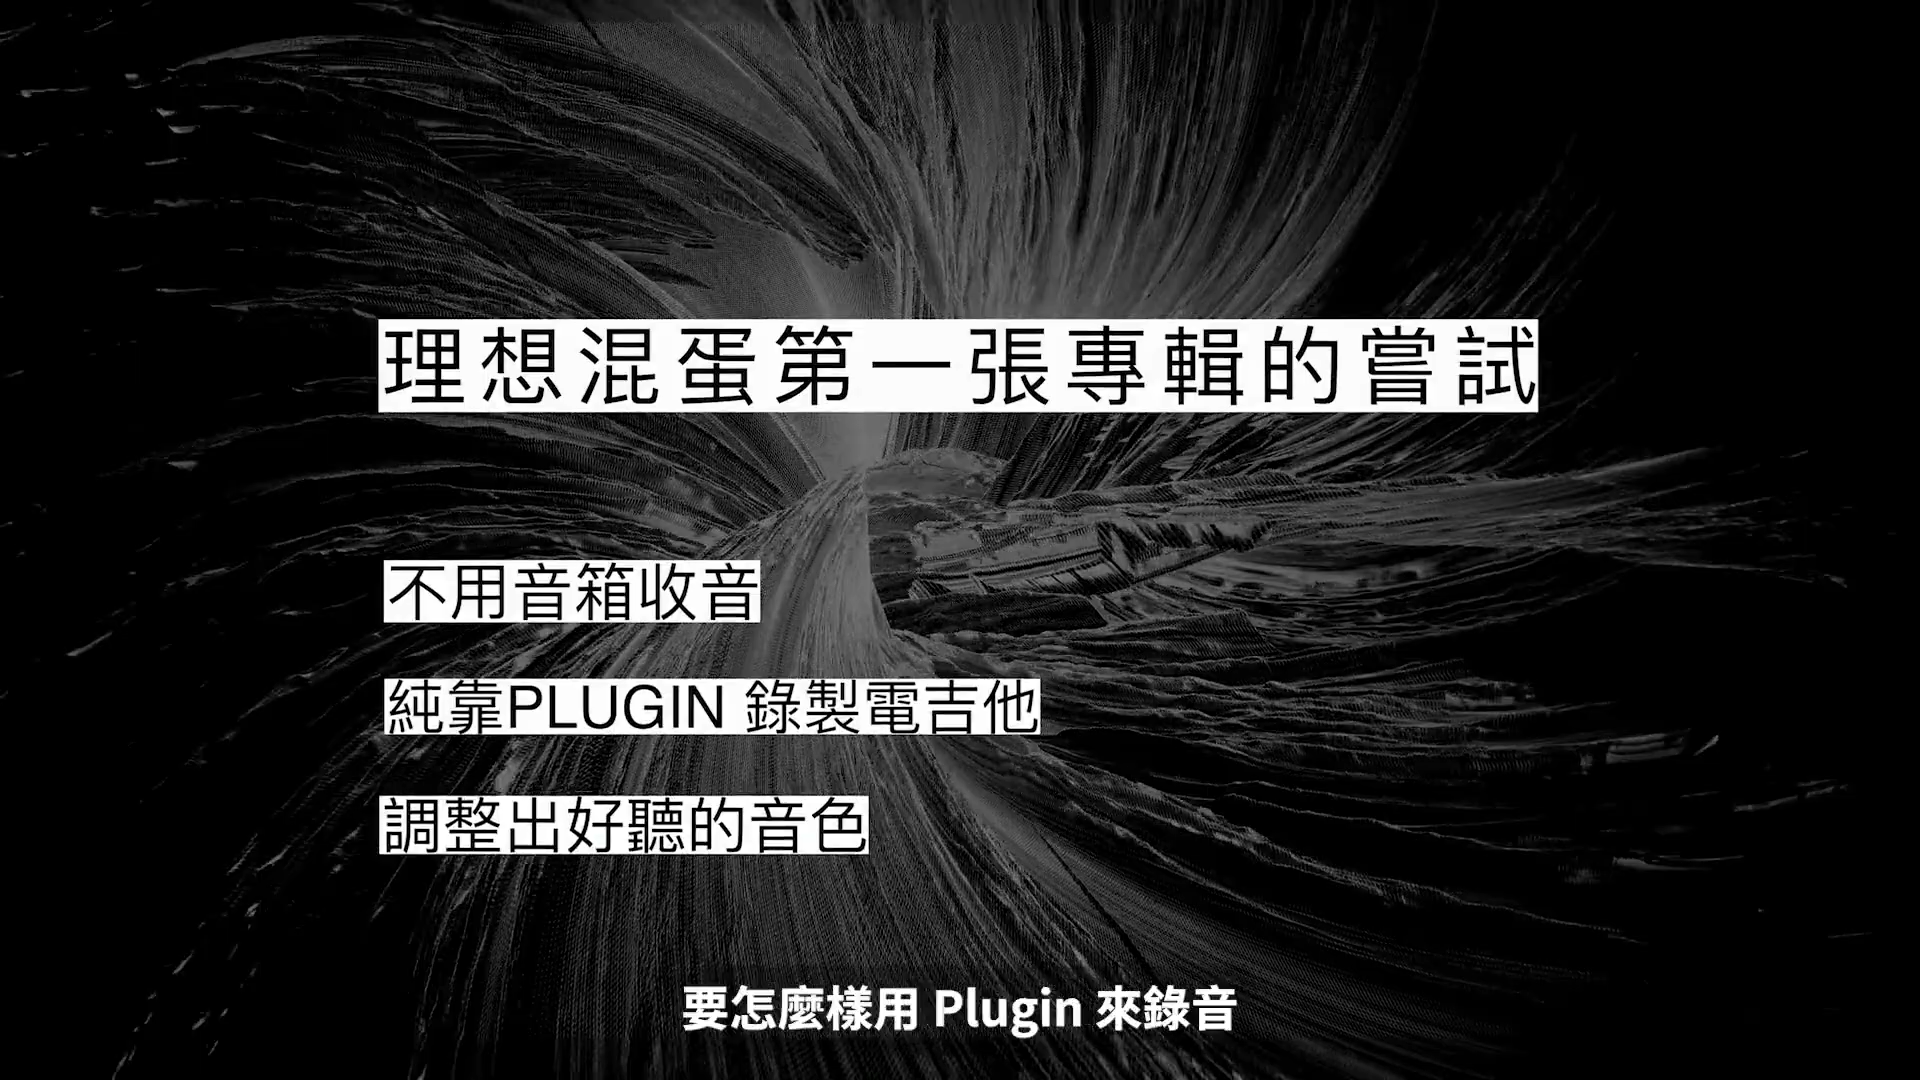 理想混蛋第一張專輯的嘗試
不用音箱收音
純靠PLUGIN 錄製電吉他
調整出好聽的音色
要怎麼樣用 Plugin 來錄音